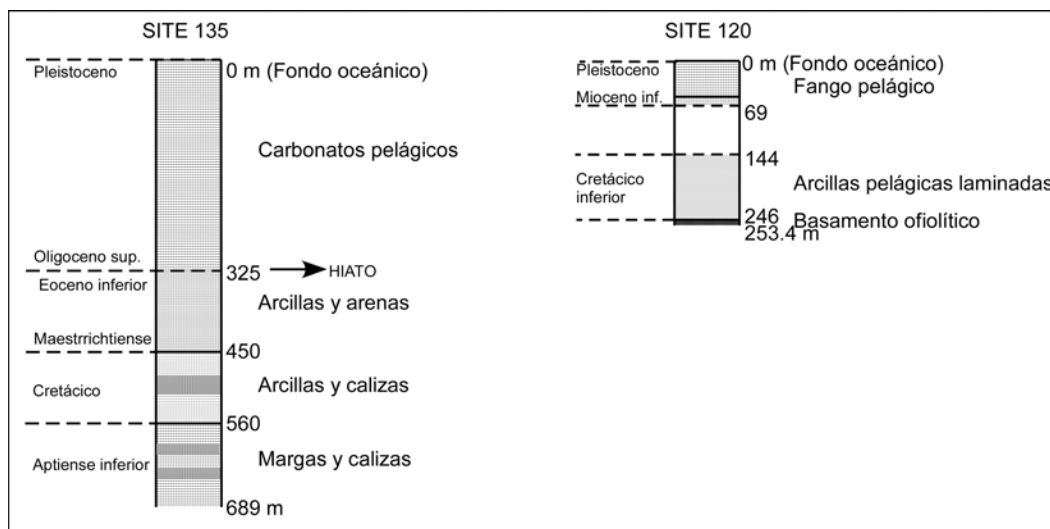 SITE 135
Pleistoceno
0 m (Fondo oceánico)
Carbonatos pelágicos
Oligoceno sup.
325
HIATO
Eoceno inferior
Arcillas y arenas
Maestrrichtiense
450
Cretácico
Arcillas y calizas
560
Aptiense inferior
Margas y calizas
689 m
SITE 120
Pleistoceno
0 m (Fondo oceánico)
Fango pelágico
Mioceno inf.
69
144
Cretácico
inferior
Arcillas pelágicas laminadas
246
Basamento ofiolítico
253.4 m